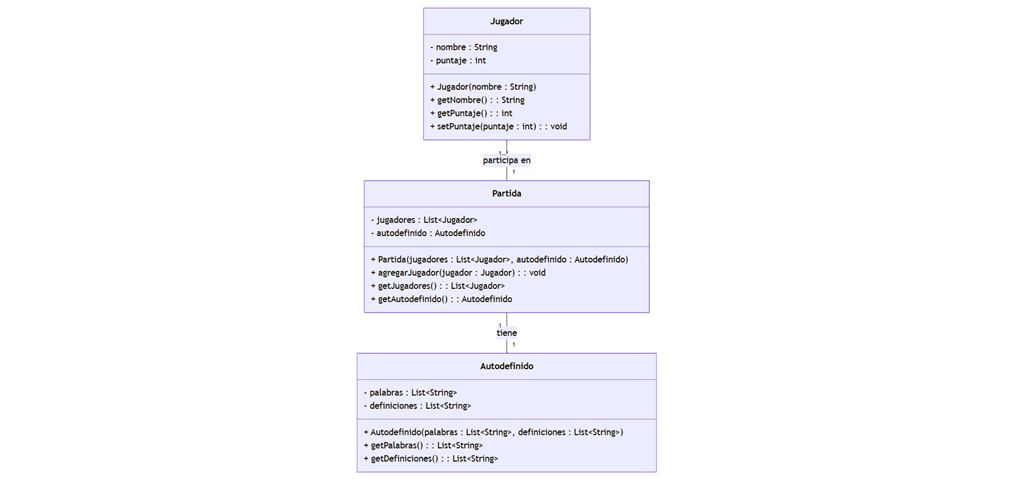 Jugador
- nombre : String
- puntaje : int
+ Jugador(nombre : String)
+ getNombre() : : String
+ getPuntaje() : : int
+ setPuntaje(puntaje : int) : : void
1..*
participa en
1
Partida
- jugadores : List<Jugador>
- autodefinido : Autodefinido
+ Partida(jugadores : List<Jugador>, autodefinido : Autodefinido)
+ agregarJugador(jugador : Jugador) : : void
+ getJugadores() : : List<Jugador>
+ getAutodefinido() : : Autodefinido
1
tiene
1
Autodefinido
- palabras : List<String>
- definiciones : List<String>
+ Autodefinido(palabras : List<String>, definiciones : List<String>)
+ getPalabras() : : List<String>
+ getDefiniciones() : : List<String>